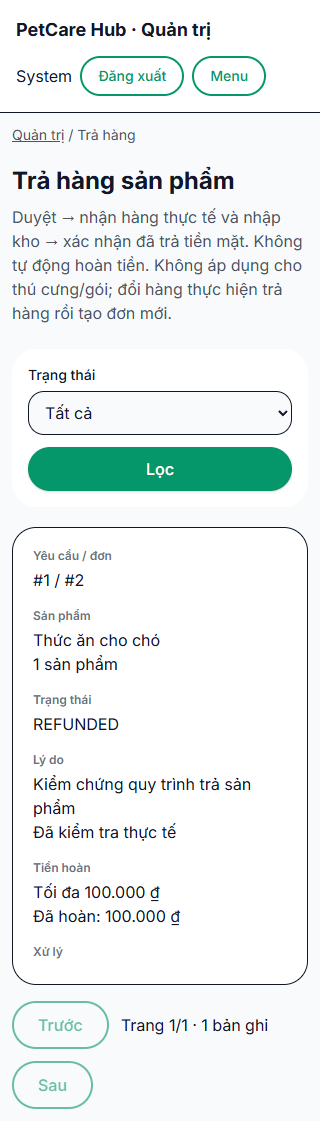 PetCare Hub · Quản trị
System Đăng xuất Menu
Quản trị / Trả hàng
Trả hàng sản phẩm
Duyệt → nhận hàng thực tế và nhập
kho → xác nhận đã trả tiền mặt. Không
tự động hoàn tiền. Không áp dụng cho
thú cưng/gói; đổi hàng thực hiện trả
hàng rồi tạo đơn mới.
Trạng thái
Tất cả
Lọc
Yêu cầu / đơn
#1 / #2
Sản phẩm
Thức ăn cho chó
1 sản phẩm
Trạng thái
REFUNDED
Lý do
Kiểm chứng quy trình trả sản
phẩm
Đã kiểm tra thực tế
Tiền hoàn
Tối đa 100.000 ₫
Đã hoàn: 100.000 ₫
Xử lý
Trước Trang 1/1 · 1 bản ghi
Sau